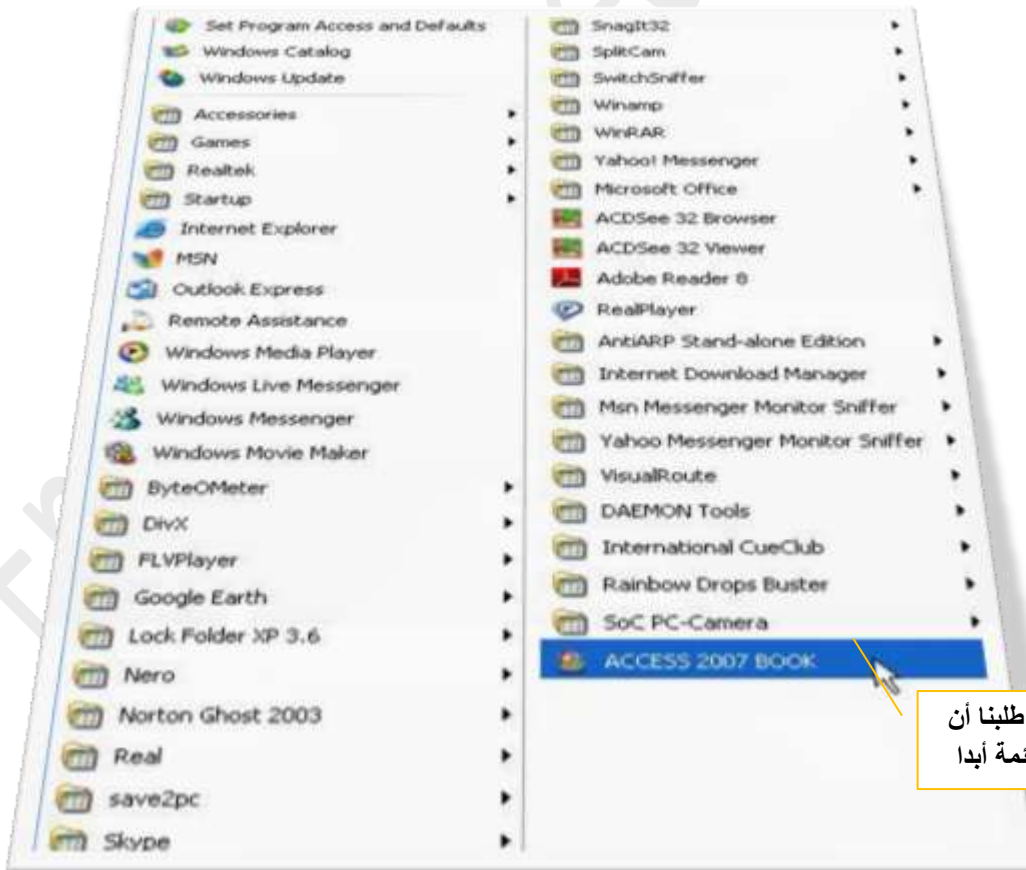 Set Program Access and Defaults
Windows Catalog
Windows Update
Accessories
Games
Realtek
Startup
Internet Explorer
MSN
Outlook Express
Remote Assistance
Windows Media Player
Windows Live Messenger
Windows Messenger
Windows Movie Maker
ByteOMeter
DivX
FLVPlayer
Google Earth
Lock Folder XP 3.6
Nero
Norton Ghost 2003
Real
save2pc
Skype
SnagIt32
SplitCam
SwitchSniffer
Winamp
WinRAR
Yahoo! Messenger
Microsoft Office
ACDSee 32 Browser
ACDSee 32 Viewer
Adobe Reader 8
RealPlayer
AntiARP Stand-alone Edition
Internet Download Manager
Msn Messenger Monitor Sniffer
Yahoo Messenger Monitor Sniffer
VisualRoute
DAEMON Tools
International CueClub
Rainbow Drops Buster
SoC PC-Camera
ACCESS 2007 BOOK
طلبنا أن
أبدا